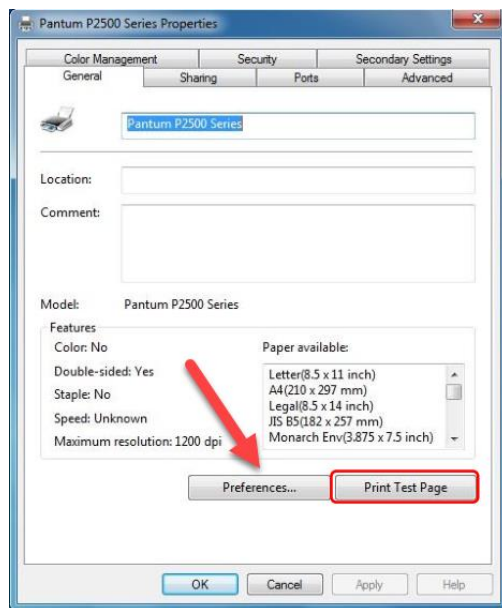 Pantum P2500 Series Properties
Color Management Security Secondary Settings
General Sharing Ports Advanced
Pantum P2500 Series
Location:
Comment:
Model: Pantum P2500 Series
Features
Color: No
Double-sided: Yes
Staple: No
Speed: Unknown
Maximum resolution: 1200 dpi
Paper available:
Letter(8.5 x 11 inch)
A4(210 x 297 mm)
Legal(8.5 x 14 inch)
JIS B5(182 x 257 mm)
Monarch Env(3.875 x 7.5 inch)
Preferences... Print Test Page
OK Cancel Apply Help